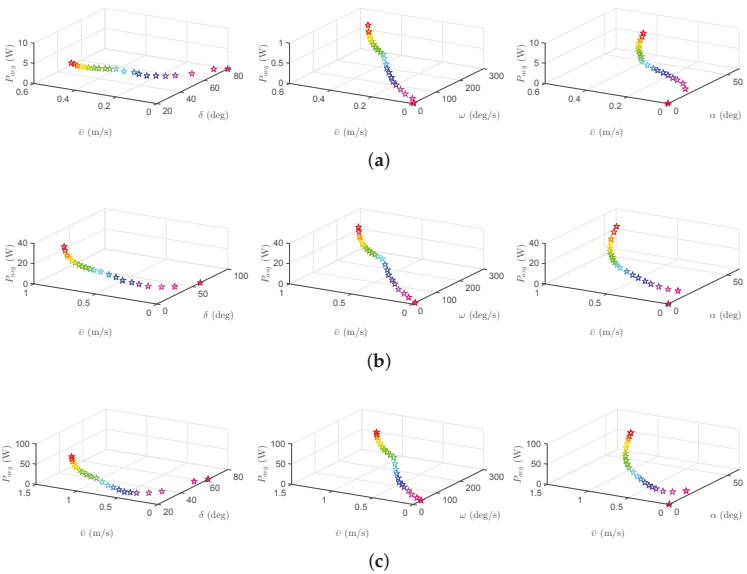 10
5
0
P_avg (W)
0.6
0.4
0.2
0
20
40
60
80
δ (deg)
v̄ (m/s)
1
0.5
0
P_avg (W)
0.6
0.4
0.2
0
0
100
200
300
ω (deg/s)
v̄ (m/s)
10
5
0
P_avg (W)
0.6
0.4
0.2
0
0
50
α (deg)
v̄ (m/s)
(a)
40
20
0
P_avg (W)
1
0.5
0
0
50
100
δ (deg)
v̄ (m/s)
40
20
0
P_avg (W)
1
0.5
0
0
100
200
300
ω (deg/s)
v̄ (m/s)
40
20
0
P_avg (W)
1
0.5
0
0
50
α (deg)
v̄ (m/s)
(b)
100
50
0
P_avg (W)
1.5
1
0.5
0
20
40
60
80
δ (deg)
v̄ (m/s)
100
50
0
P_avg (W)
1.5
1
0.5
0
0
100
200
300
ω (deg/s)
v̄ (m/s)
100
50
0
P_avg (W)
1.5
1
0.5
0
0
50
α (deg)
v̄ (m/s)
(c)